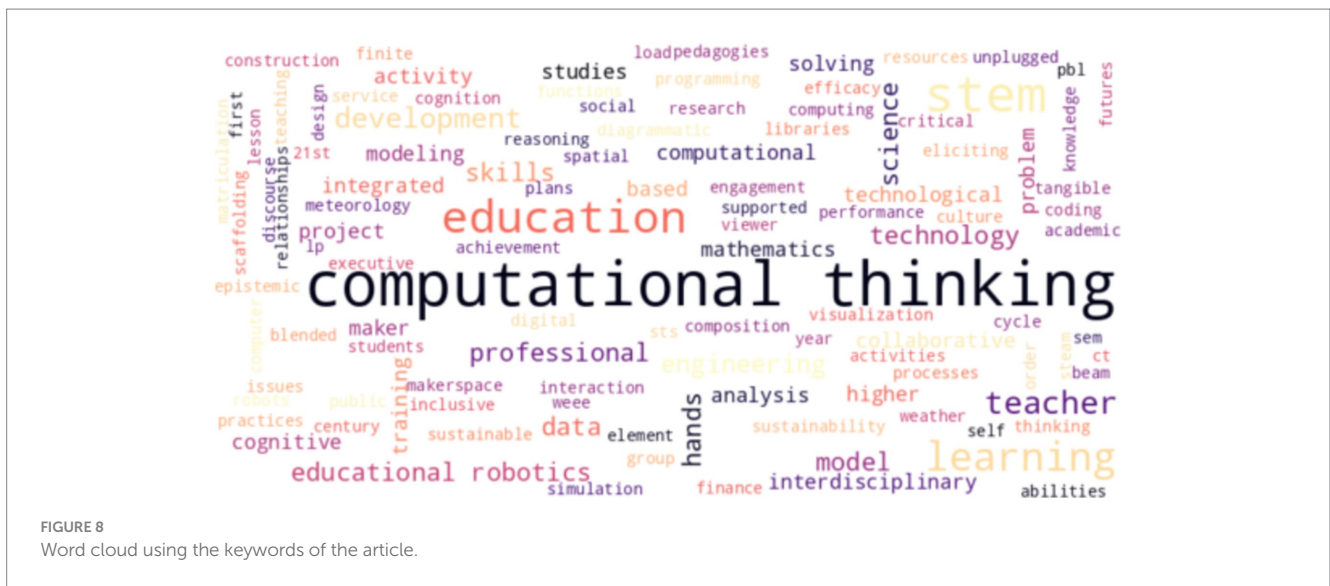 construction
finite
loadpedagogies
solving
resources
unplugged
activity
studies
programming
pbl
service
cognition
functions
efficacy
stem
futures
first
teaching
design
development
social
research
computing
science
critical
knowledge
matriculation
lesson
diagrammatic
libraries
reasoning
21st
modeling
spatial
computational
eliciting
problem
scaffolding
discourse
relationships
integrated
skills
plans
based
engagement
technological
tangible
meteorology
education
supported
performance
culture
coding
project
viewer
technology
academic
lp
achievement
mathematics
executive
epistemic
computational thinking
computer
digital
visualization
cycle
blended
maker
sts
composition
year
collaborative
sem
students
professional
engineering
activities
order
steam
ct
processes
beam
issues
training
makerspace
interaction
analysis
higher
robots
public
inclusive
weee
hands
teacher
practices
century
sustainable
data
element
sustainability
weather
self
thinking
cognitive
group
model
learning
educational robotics
simulation
finance
interdisciplinary
abilities
FIGURE 8
Word cloud using the keywords of the article.